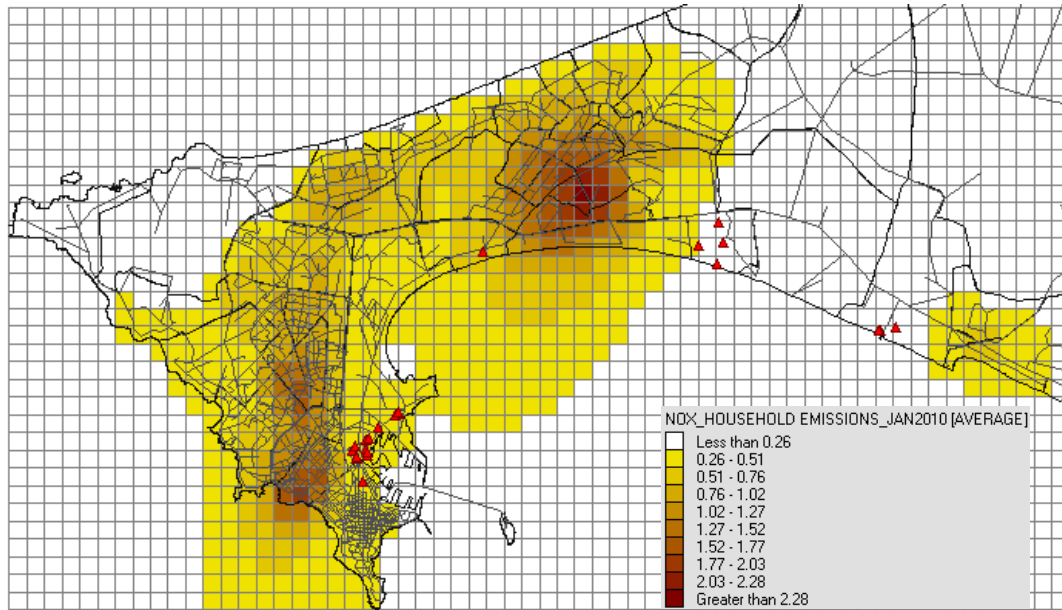 NOX_HOUSEHOLD EMISSIONS_JAN2010 [AVERAGE]
Less than 0.26
0.26 - 0.51
0.51 - 0.76
0.76 - 1.02
1.02 - 1.27
1.27 - 1.52
1.52 - 1.77
1.77 - 2.03
2.03 - 2.28
Greater than 2.28